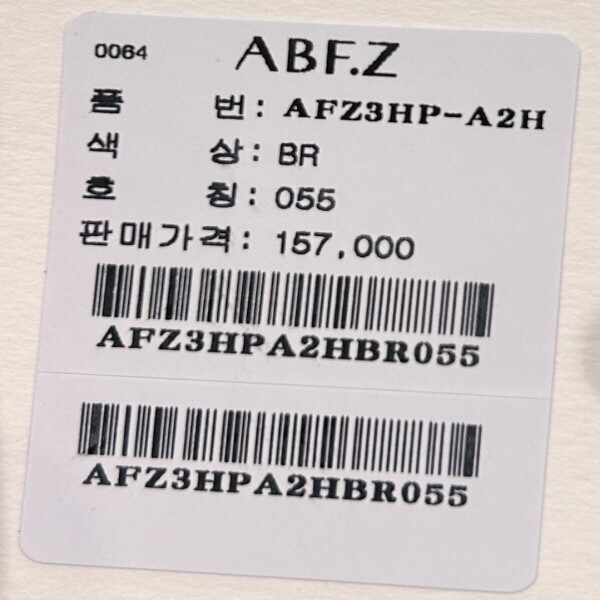 0064 ABF.Z
품 번: AFZ3HP-A2H
색 상: BR
호 칭: 055
판매가격: 157,000
AFZ3HPA2HBR055
AFZ3HPA2HBR055